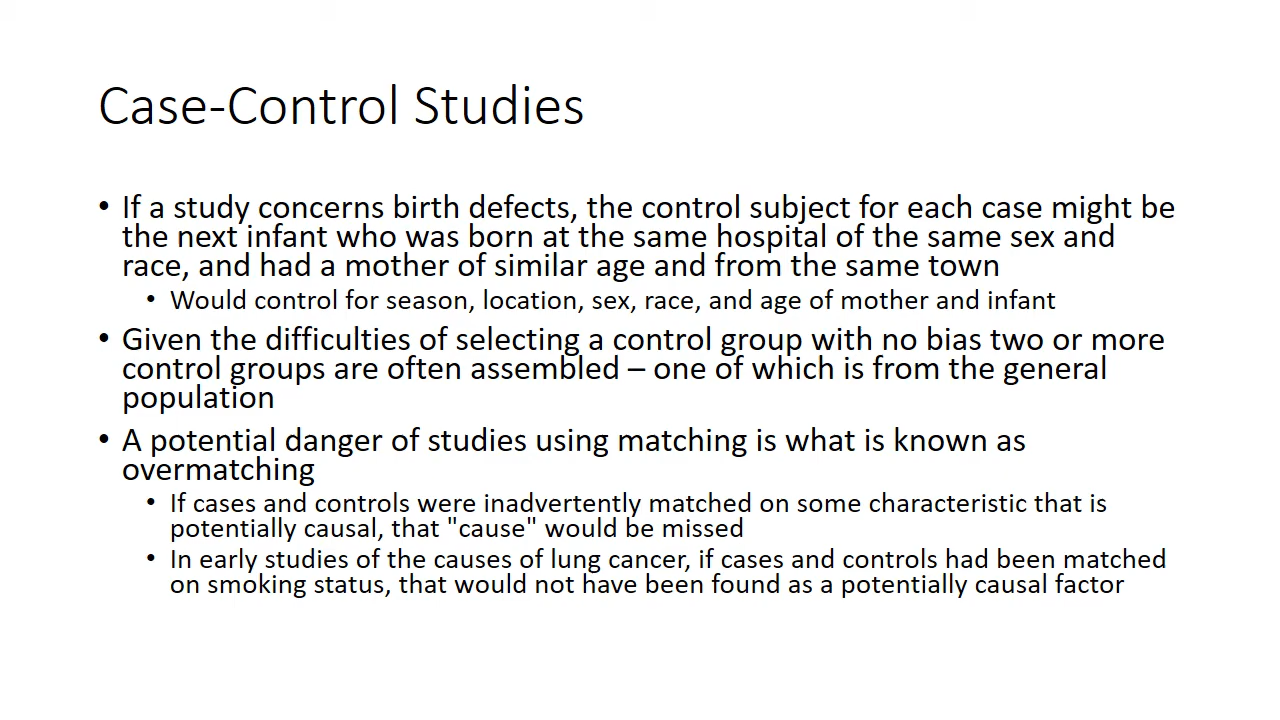 Case-Control Studies
• If a study concerns birth defects, the control subject for each case might be
the next infant who was born at the same hospital of the same sex and
race, and had a mother of similar age and from the same town
• Would control for season, location, sex, race, and age of mother and infant
• Given the difficulties of selecting a control group with no bias two or more
control groups are often assembled – one of which is from the general
population
• A potential danger of studies using matching is what is known as
overmatching
• If cases and controls were inadvertently matched on some characteristic that is
potentially causal, that "cause" would be missed
• In early studies of the causes of lung cancer, if cases and controls had been matched
on smoking status, that would not have been found as a potentially causal factor